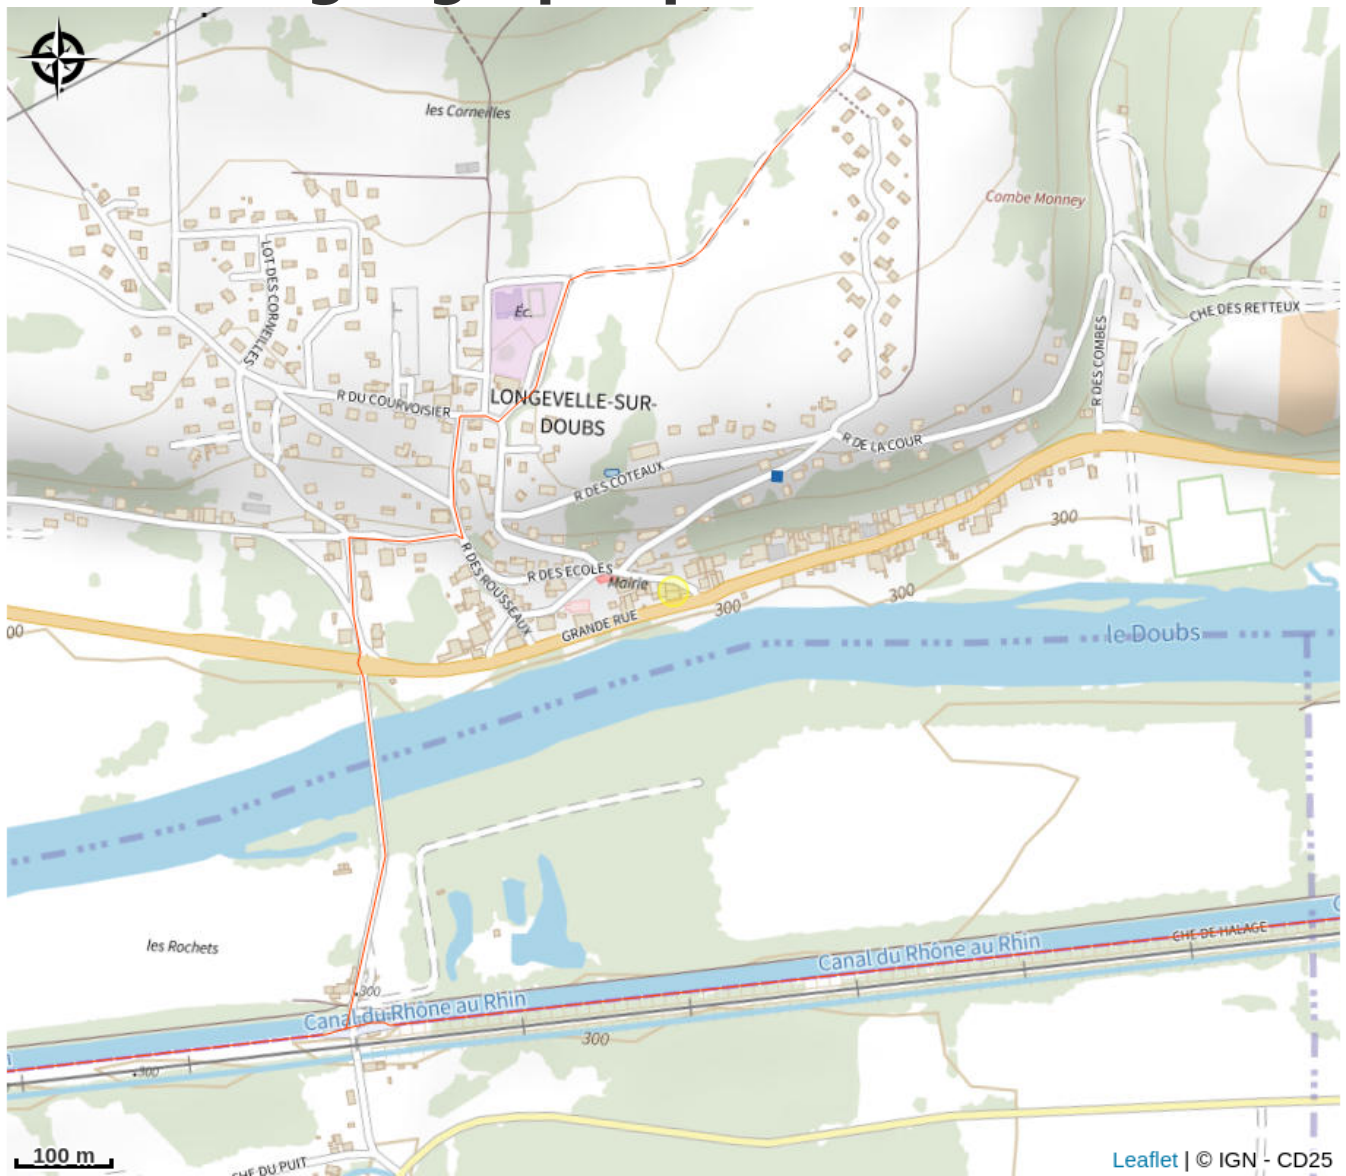 les Corneilles
Combe Monney
LOT DES CORNEILLES
Éc.
CHE DES RETTEUX
R DES COMBES
R DU COURVOISIER
LONGEVELLE-SUR-
DOUBS
R DE LA COUR
R DES COTEAUX
300
R DES ECOLES
Mairie
R DES ROUSSEAUX
300
300
GRANDE RUE
00
le Doubs
les Rochets
CHE DE HALAGE
Canal du Rhône au Rhin
300
Canal du Rhône au Rhin
300
300
100 m
CHE DU PUIT
Leaflet | © IGN - CD25